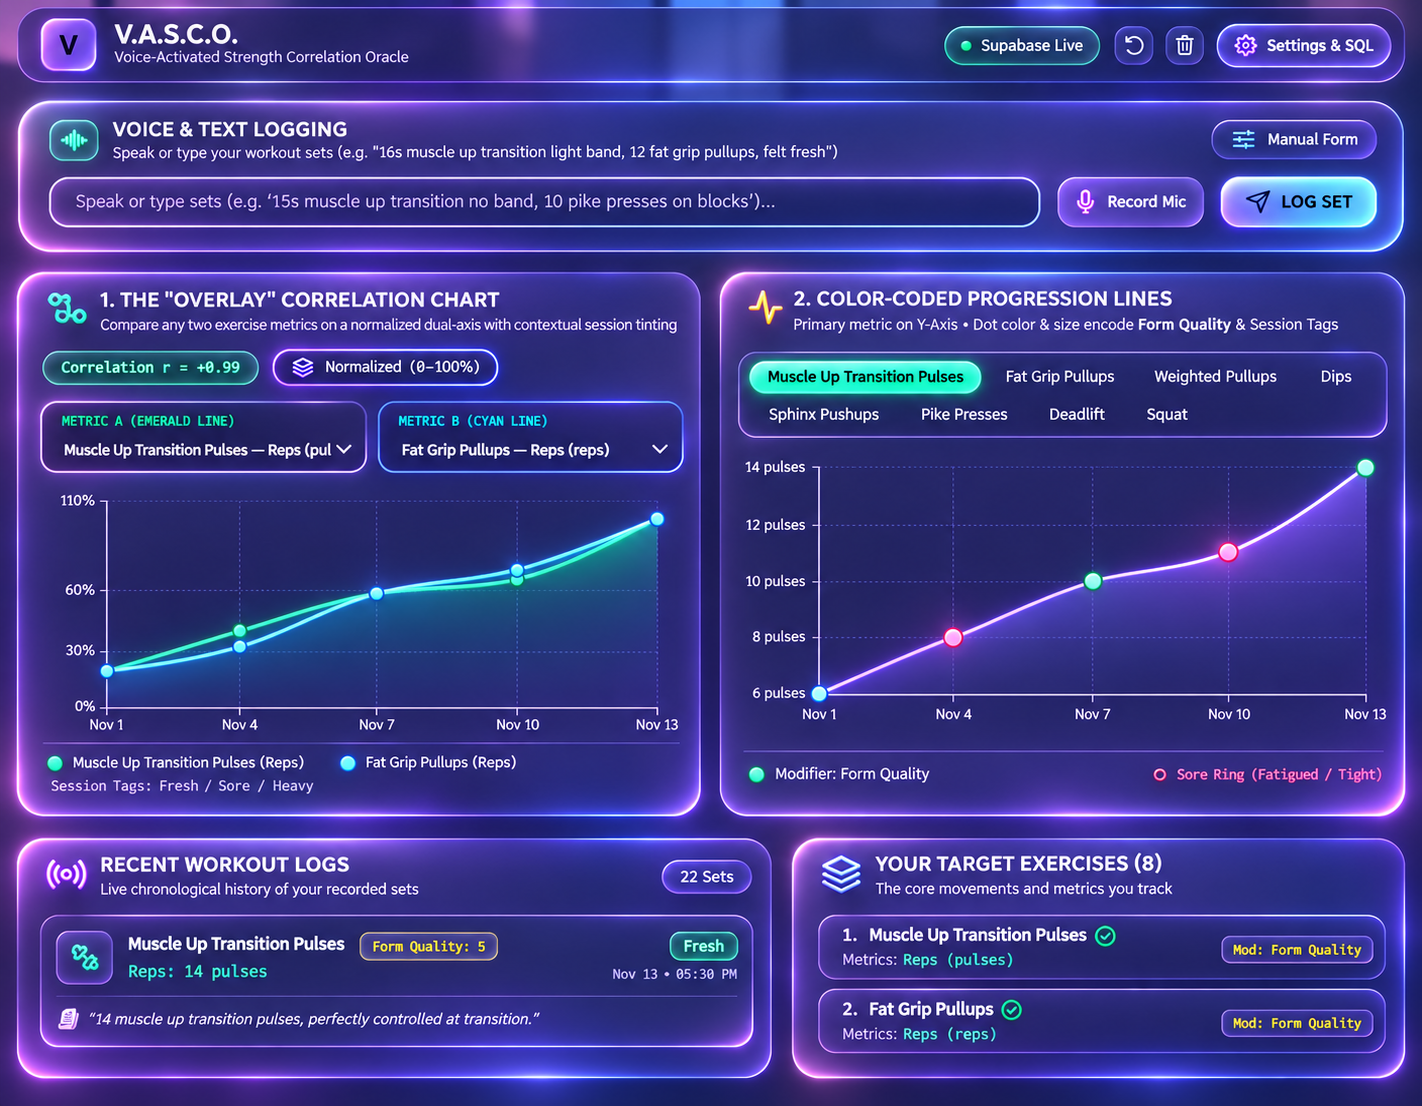 V
V.A.S.C.O.
Voice-Activated Strength Correlation Oracle
Supabase Live
Settings & SQL
VOICE & TEXT LOGGING
Speak or type your workout sets (e.g. "16s muscle up transition light band, 12 fat grip pullups, felt fresh")
Manual Form
Speak or type sets (e.g. ‘15s muscle up transition no band, 10 pike presses on blocks’)...
Record Mic
LOG SET
1. THE "OVERLAY" CORRELATION CHART
Compare any two exercise metrics on a normalized dual-axis with contextual session tinting
Correlation r = +0.99
Normalized (0–100%)
METRIC A (EMERALD LINE)
Muscle Up Transition Pulses — Reps (pul
METRIC B (CYAN LINE)
Fat Grip Pullups — Reps (reps)
110%
60%
30%
0%
Nov 1
Nov 4
Nov 7
Nov 10
Nov 13
Muscle Up Transition Pulses (Reps)
Fat Grip Pullups (Reps)
Session Tags: Fresh / Sore / Heavy
2. COLOR-CODED PROGRESSION LINES
Primary metric on Y-Axis • Dot color & size encode Form Quality & Session Tags
Muscle Up Transition Pulses
Fat Grip Pullups
Weighted Pullups
Dips
Sphinx Pushups
Pike Presses
Deadlift
Squat
14 pulses
12 pulses
10 pulses
8 pulses
6 pulses
Nov 1
Nov 4
Nov 7
Nov 10
Nov 13
Modifier: Form Quality
Sore Ring (Fatigued / Tight)
RECENT WORKOUT LOGS
Live chronological history of your recorded sets
22 Sets
Muscle Up Transition Pulses
Form Quality: 5
Fresh
Reps: 14 pulses
Nov 13 • 05:30 PM
“14 muscle up transition pulses, perfectly controlled at transition.”
YOUR TARGET EXERCISES (8)
The core movements and metrics you track
1. Muscle Up Transition Pulses
Metrics: Reps (pulses)
Mod: Form Quality
2. Fat Grip Pullups
Metrics: Reps (reps)
Mod: Form Quality